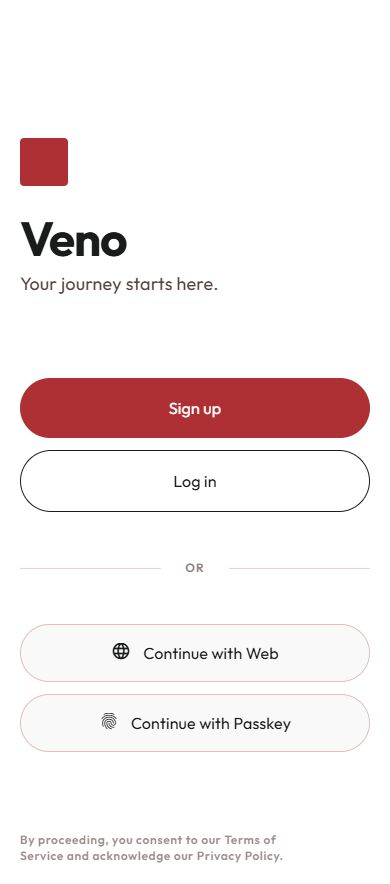 Veno
Your journey starts here.
Sign up
Log in
OR
Continue with Web
Continue with Passkey
By proceeding, you consent to our Terms of
Service and acknowledge our Privacy Policy.